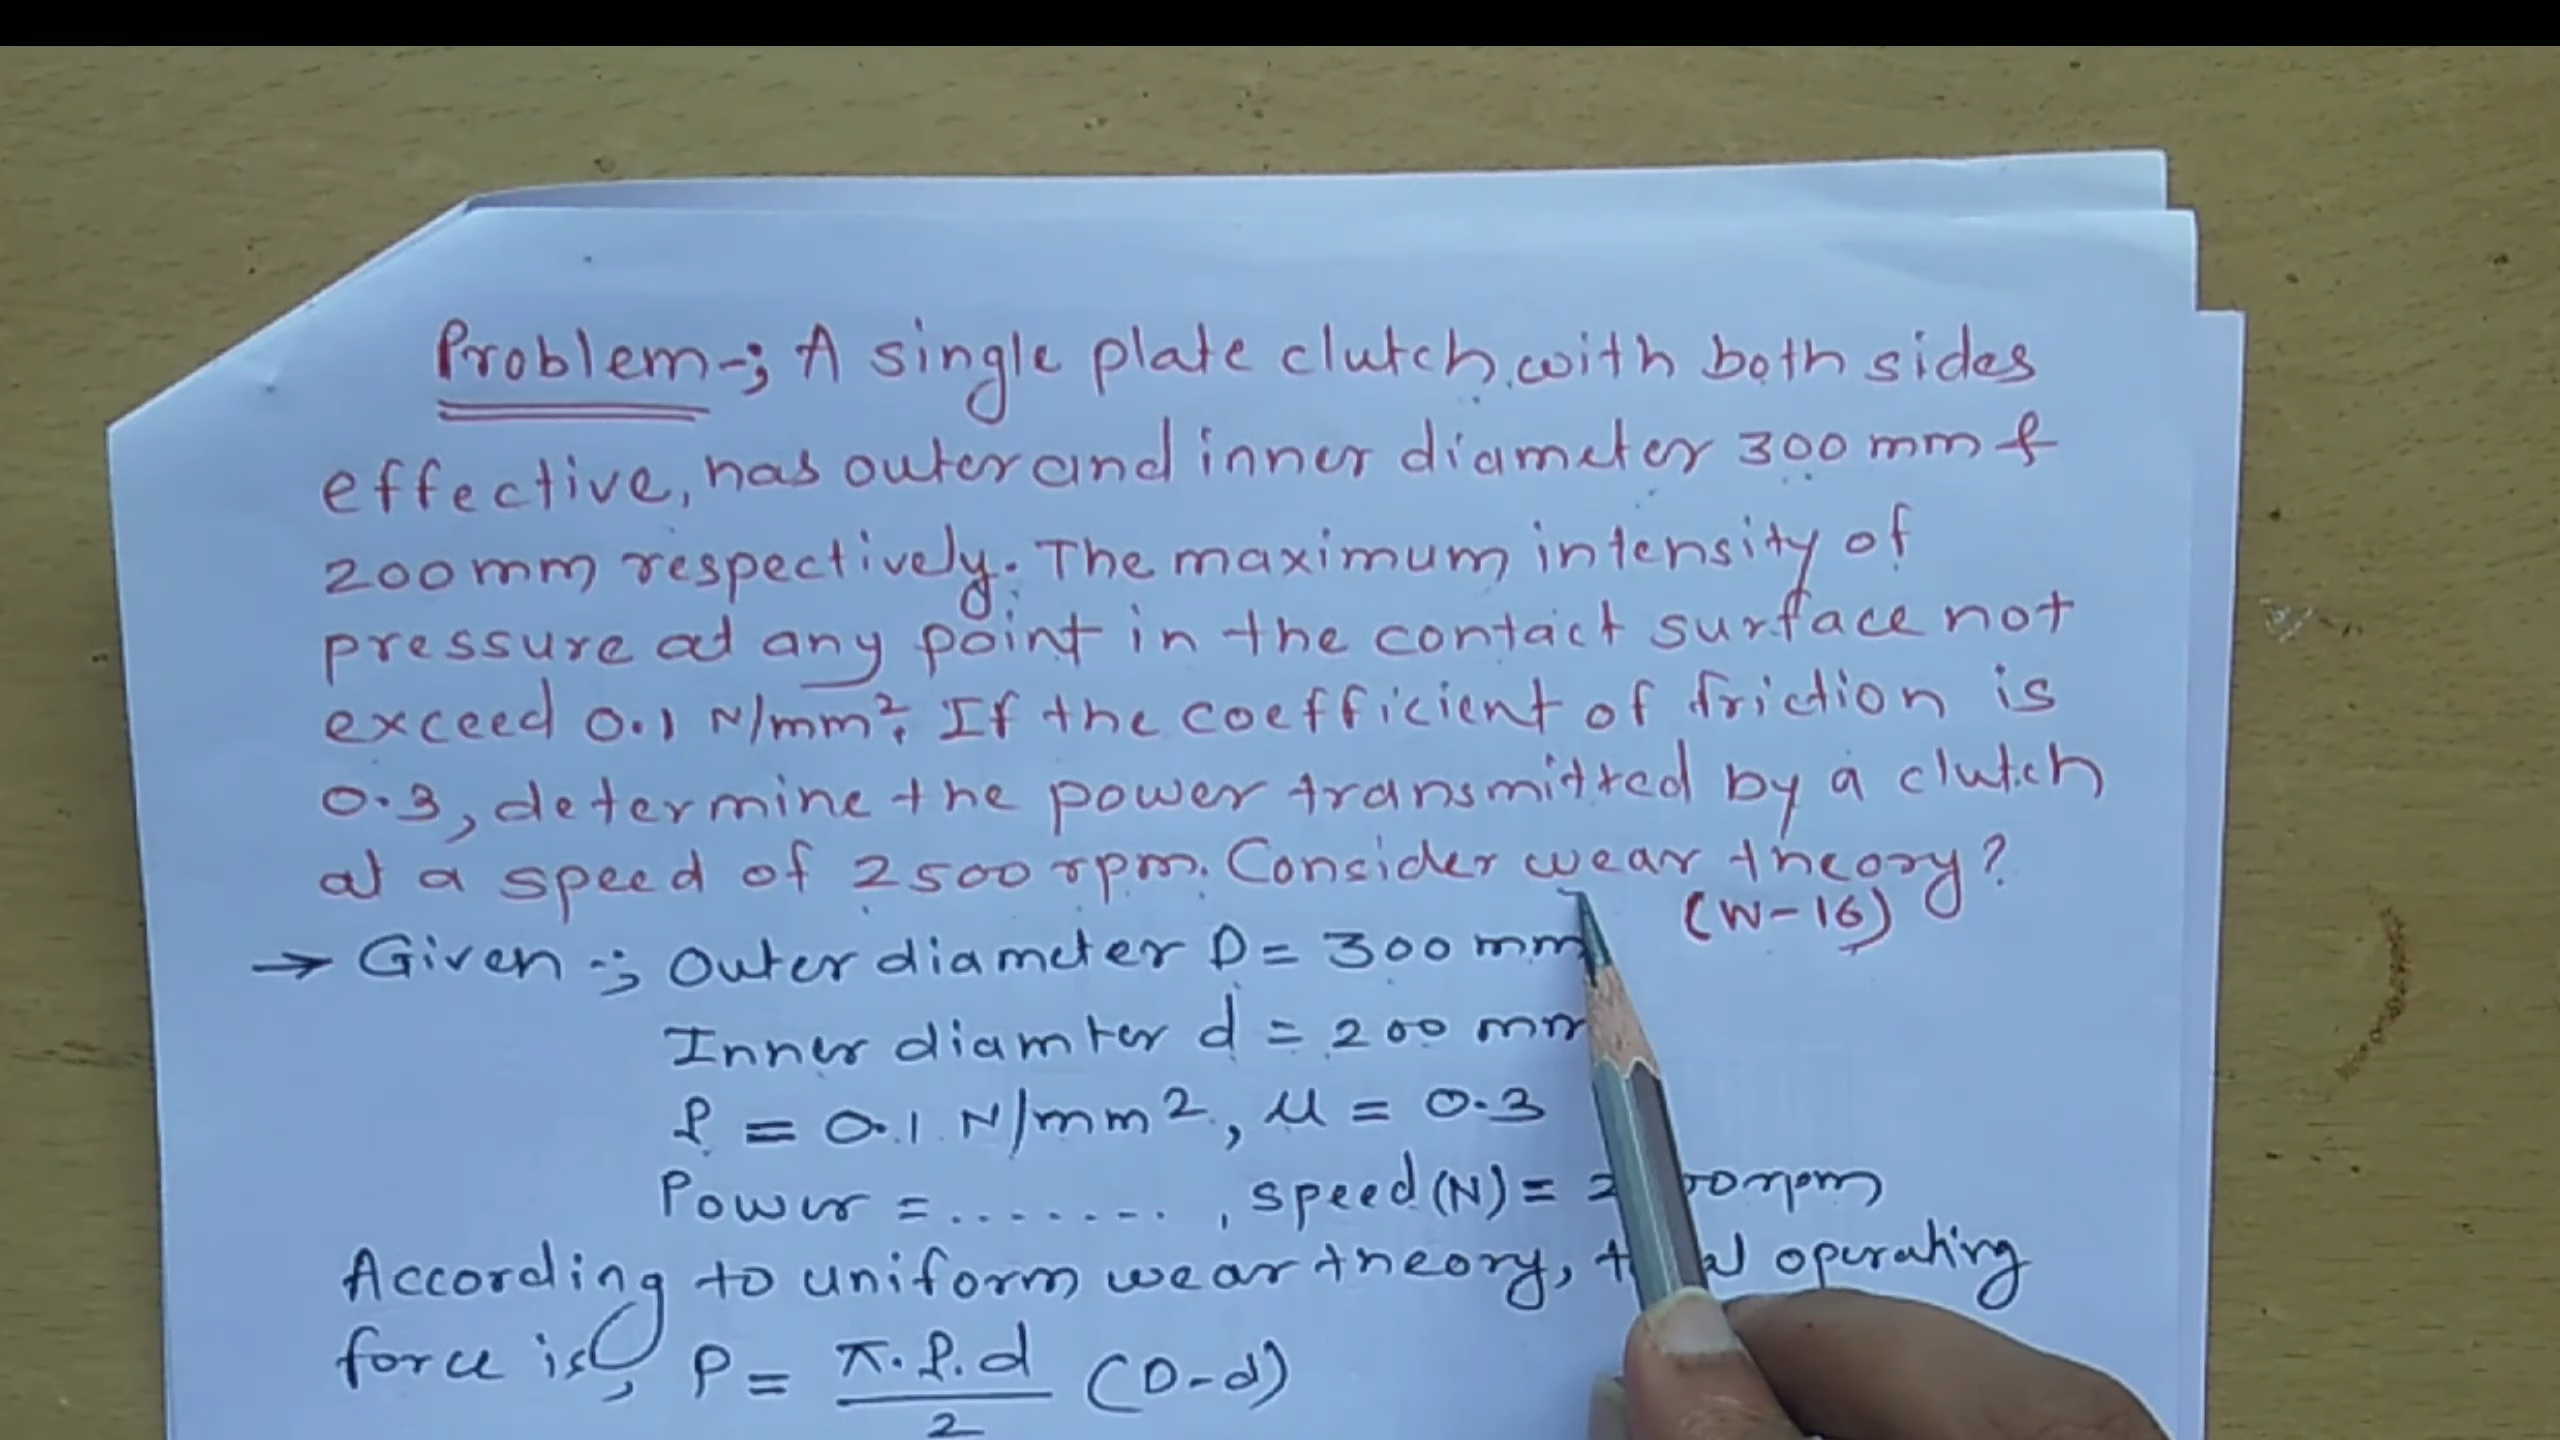 Problem-; A single plate clutch, with both sides
effective, has outer and inner diameter 300 mm &
200 mm respectively. The maximum intensity of
pressure at any point in the contact surface not
exceed 0.1 N/mm². If the coefficient of friction is
0.3, determine the power transmitted by a clutch
at a speed of 2500 rpm. Consider wear theory?
(W-16)
→ Given -; Outer diameter D = 300 mm
Inner diamter d = 200 mm
P = 0.1 N/mm², μ = 0.3
Power = ........, speed (N) = rpm
According to uniform wear theory, operating
force is, P = π.P.d/2 (D-d)